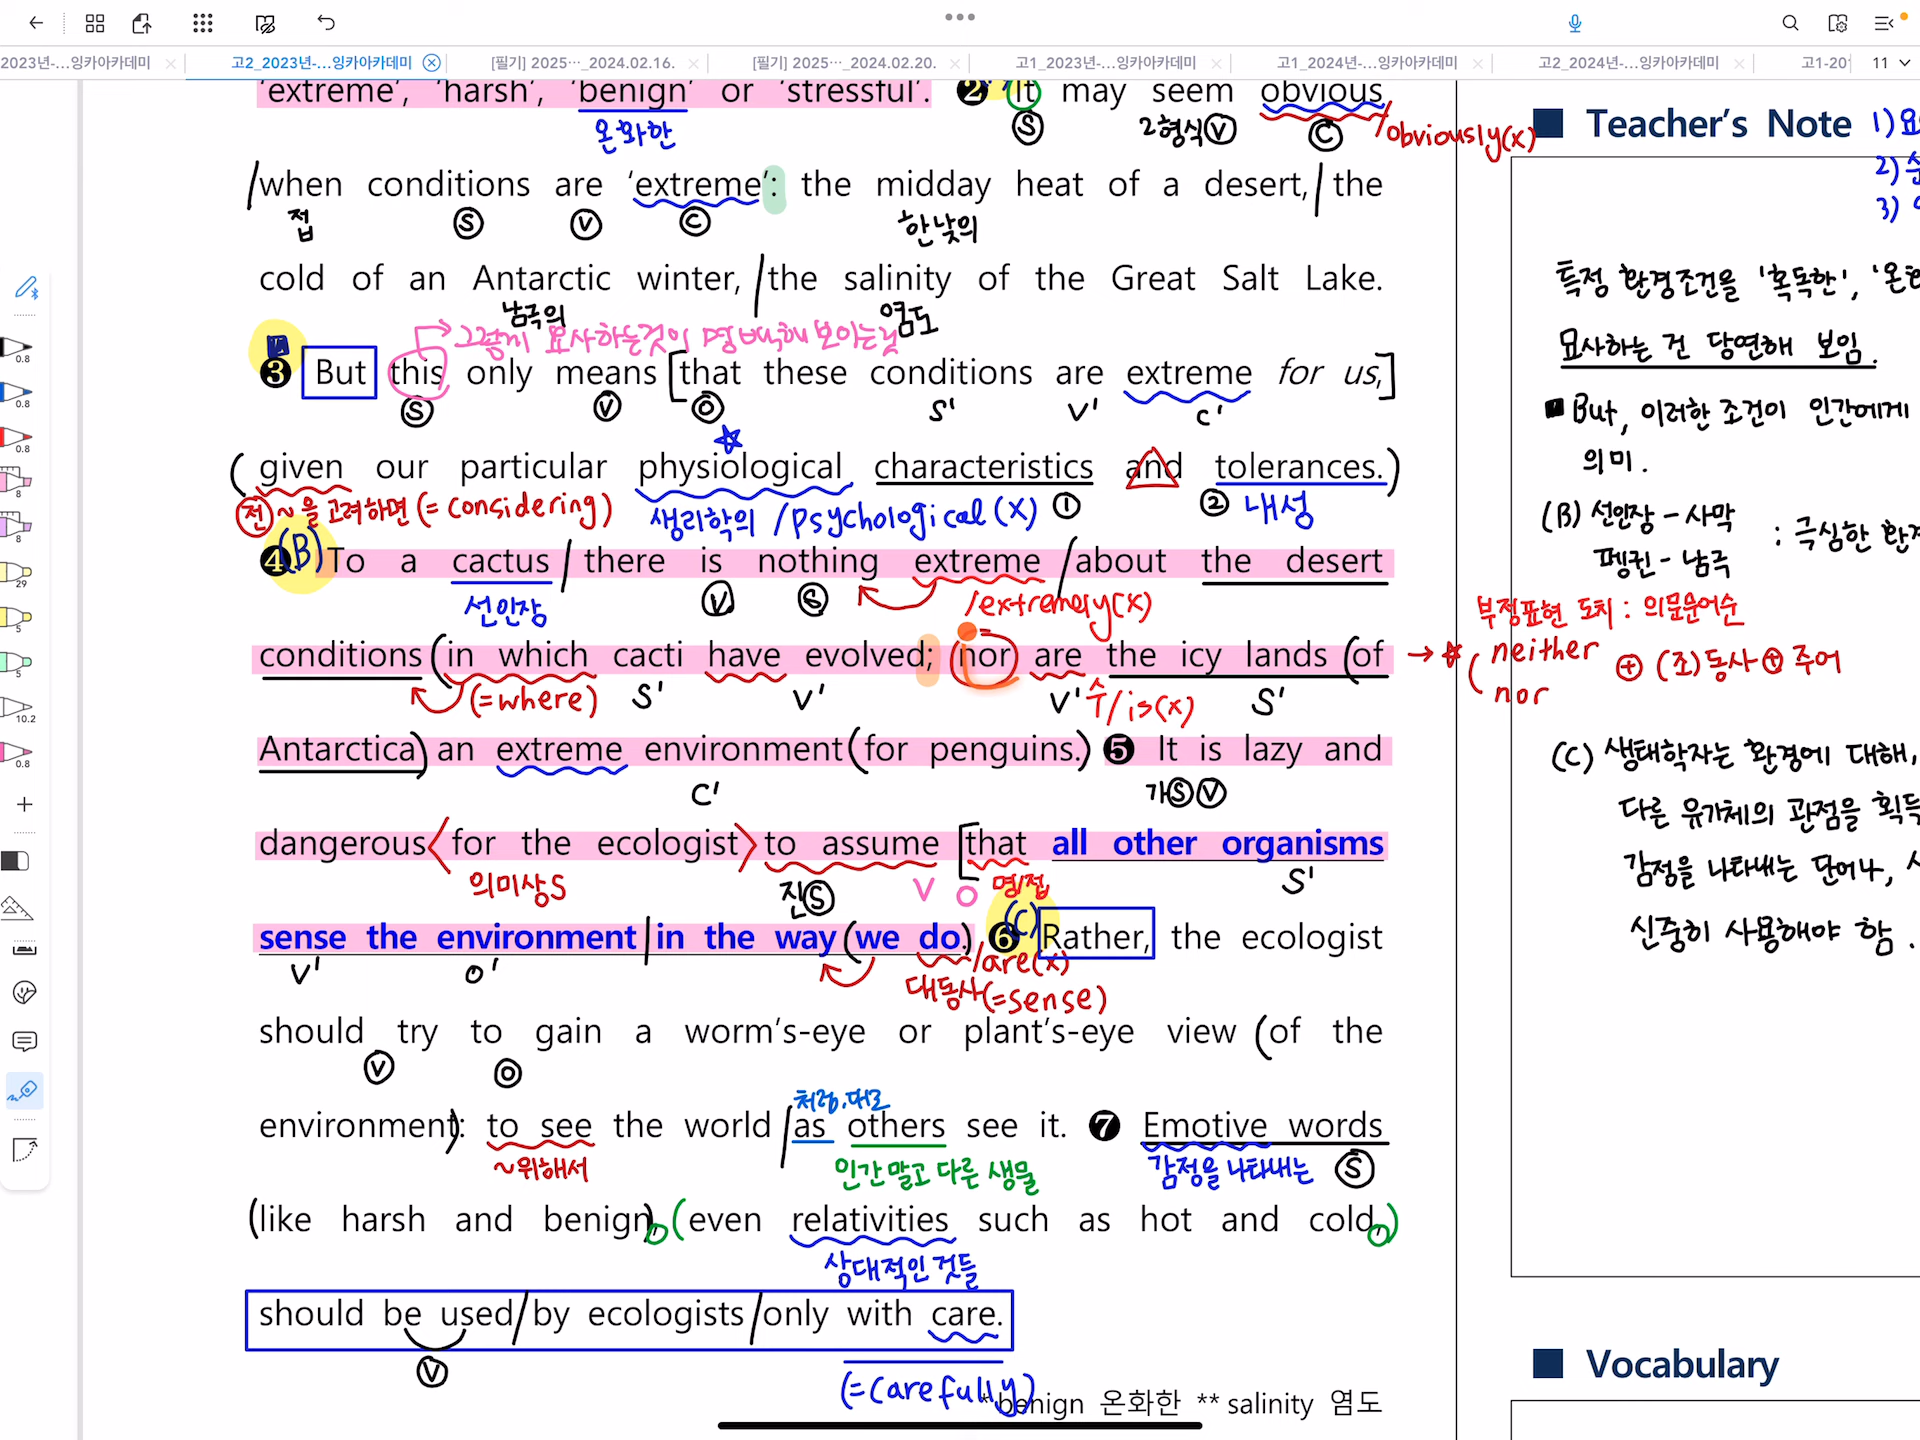 2023년-...잉카아카데미
고2_2023년-...잉카아카데미
[필기] 2025···_2024.02.16.
[필기] 2025···_2024.02.20.
고1_2023년-...잉카아카데미
고1_2024년-...잉카아카데미
고2_2024년-...잉카아카데미
11
'extreme', 'harsh', 'benign' or 'stressful'. ❷ It may seem obvious
온화한 S 2형식V C /obviously(x)
/when conditions are 'extreme': the midday heat of a desert, / the
접 S V C 한낮의
cold of an Antarctic winter, / the salinity of the Great Salt Lake.
남극의 염도
그렇게 묘사하는것이 명백해 보이는것
❸ But this only means [that these conditions are extreme for us,]
S V O S' V' C'
(given our particular physiological characteristics and tolerances.)
전 ~을 고려하면 (= considering) 생리학의 /psychological (x) ① ② 내성
❹ (B) To a cactus / there is nothing extreme / about the desert
선인장 V S /extremely(x)
conditions (in which cacti have evolved; (nor) are the icy lands (of
(=where) S' V' V' 수/is(x) S'
Antarctica) an extreme environment (for penguins.) ❺ It is lazy and
C' 가S V
dangerous <for the ecologist> to assume [that all other organisms
의미상S 진S V O 명/접 S'
sense the environment / in the way (we do.) ❻ (C) Rather, the ecologist
V' O' /are(x)
대동사(=sense)
should try to gain a worm's-eye or plant's-eye view (of the
V O
처럼,대로
environment): to see the world / as others see it. ❼ Emotive words
~위해서 인간 말고 다른 생물 감정을 나타내는 S
(like harsh and benign), (even relativities such as hot and cold,)
상대적인 것들
should be used / by ecologists / only with care.
V (=carefully)
* benign 온화한 ** salinity 염도
■ Teacher's Note
1)
2)
3)
특정 환경조건을 '혹독한',
묘사하는 건 당연해 보임.
■ But, 이러한 조건이 인간에게
의미.
(B) 선인장 - 사막
펭귄 - 남극 : 극심한
부정표현 도치 : 의문문어순
→ ★ ( neither
nor
⊕ (조)동사 ⊕ 주어
(C) 생태학자는 환경에 대해,
다른 유기체의 관점을
감정을 나타내는 단어나,
신중히 사용해야 함.
■ Vocabulary
0.8
0.8
0.8
8
8
29
5
5
10.2
0.8